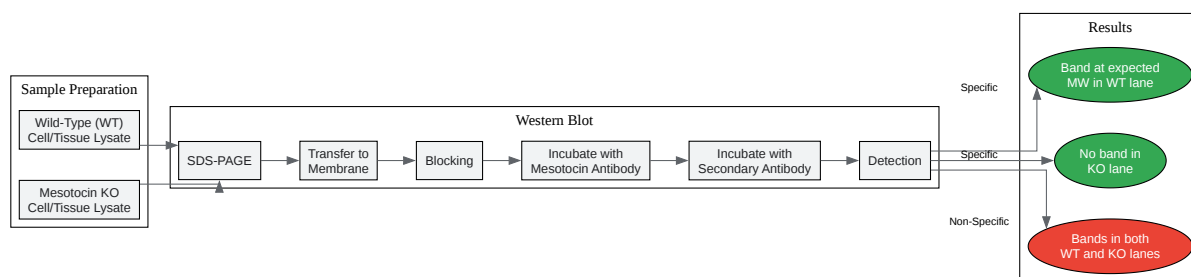 Sample Preparation
Wild-Type (WT)
Cell/Tissue Lysate
Mesotocin KO
Cell/Tissue Lysate
Western Blot
SDS-PAGE
Transfer to
Membrane
Blocking
Incubate with
Mesotocin Antibody
Incubate with
Secondary Antibody
Detection
Specific
Specific
Non-Specific
Results
Band at expected
MW in WT lane
No band in
KO lane
Bands in both
WT and KO lanes